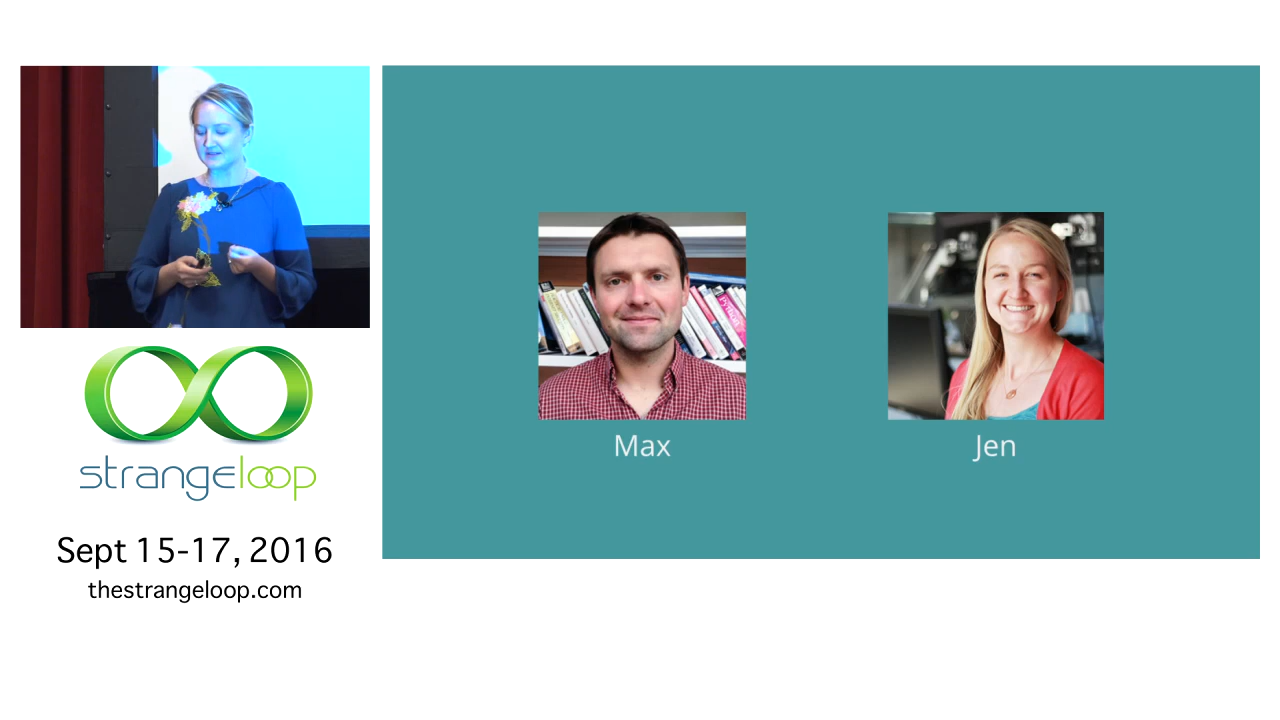 strangeloop
Sept 15-17, 2016
thestrangeloop.com
Max
Jen